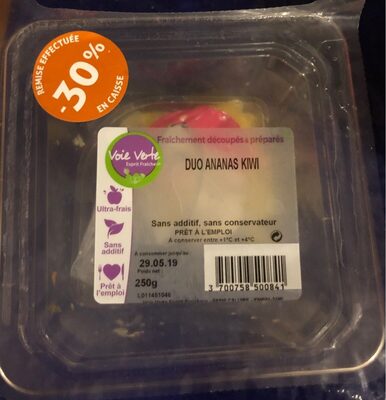 REMISE EFFECTUÉE
-30%
EN CAISSE
Fraîchement découpés & préparés
Voie Verte
Esprit Fraîcheur
DUO ANANAS KIWI
Ultra-frais
Sans
additif
Prêt à
l'emploi
Sans additif, sans conservateur
PRÊT À L'EMPLOI
A conserver entre +1°C et +4°C
A consommer jusqu'au
29.05.19
Poids net :
250g
3 700758 500841